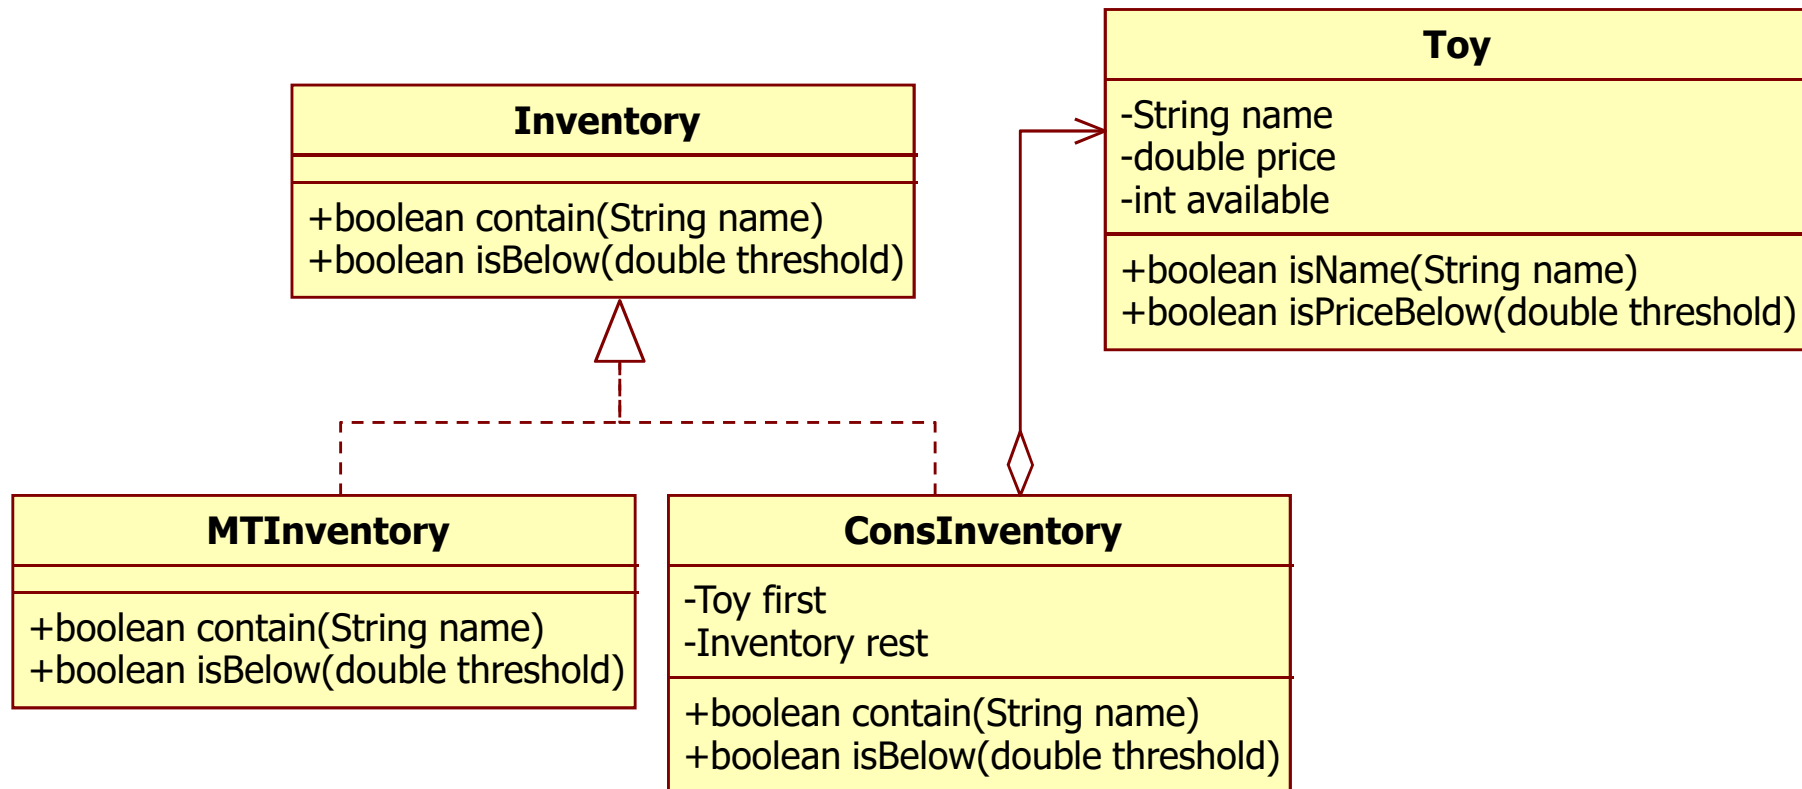 Toy
-String name
-double price
-int available
+boolean isName(String name)
+boolean isPriceBelow(double threshold)
Inventory
+boolean contain(String name)
+boolean isBelow(double threshold)
MTInventory
+boolean contain(String name)
+boolean isBelow(double threshold)
ConsInventory
-Toy first
-Inventory rest
+boolean contain(String name)
+boolean isBelow(double threshold)